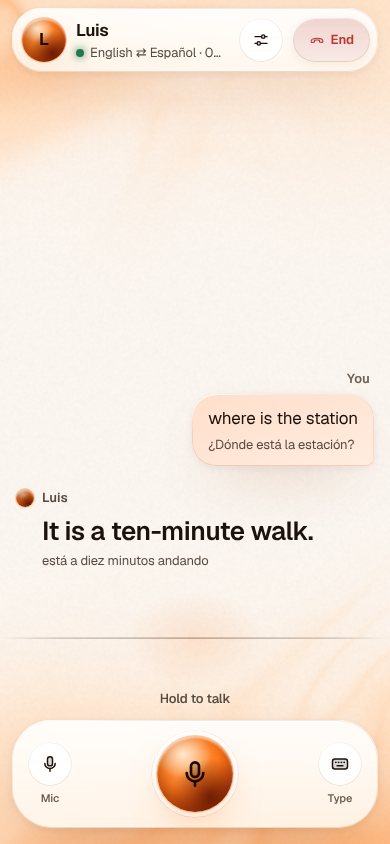 L
Luis
English ⇄ Español · 0...
End
You
where is the station
¿Dónde está la estación?
Luis
It is a ten-minute walk.
está a diez minutos andando
Hold to talk
Mic
Type